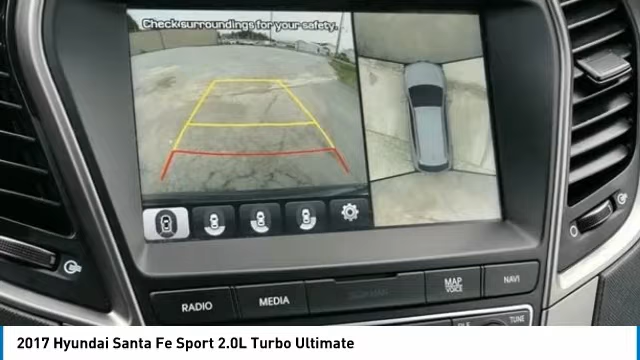 Check surroundings for your safety.
RADIO
MEDIA
MAP
VOICE
NAVI
TUNE
2017 Hyundai Santa Fe Sport 2.0L Turbo Ultimate